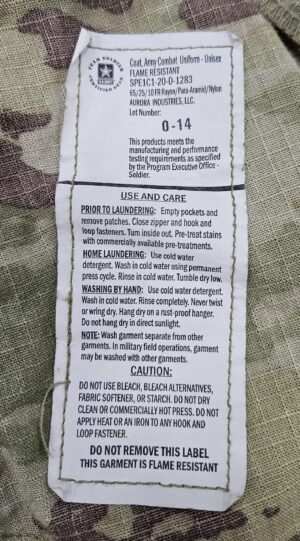 TEAM SOLDIER
CERTIFIED GEAR
Coat, Army Combat Uniform - Unisex
FLAME RESISTANT
SPE1C1-20-D-1283
65/25/10 FR Rayon/Para-Aramid/Nylon
AURORA INDUSTRIES, LLC.
Lot Number:
0-14
This products meets the
manufacturing and performance
testing requirements as specified
by the Program Executive Office -
Soldier.
USE AND CARE
PRIOR TO LAUNDERING: Empty pockets and
remove patches. Close zipper and hook and
loop fasteners. Turn inside out. Pre-treat stains
with commercially available pre-treatments.
HOME LAUNDERING: Use cold water
detergent. Wash in cold water using permanent
press cycle. Rinse in cold water. Tumble dry low.
WASHING BY HAND: Use cold water detergent.
Wash in cold water. Rinse completely. Never twist
or wring dry. Hang dry on a rust-proof hanger.
Do not hang dry in direct sunlight.
NOTE: Wash garment separate from other
garments. In military field operations, garment
may be washed with other garments.
CAUTION:
DO NOT USE BLEACH, BLEACH ALTERNATIVES,
FABRIC SOFTENER, OR STARCH. DO NOT DRY
CLEAN OR COMMERCIALLY HOT PRESS. DO NOT
APPLY HEAT OR AN IRON TO ANY HOOK AND
LOOP FASTENER.
DO NOT REMOVE THIS LABEL
THIS GARMENT IS FLAME RESISTANT